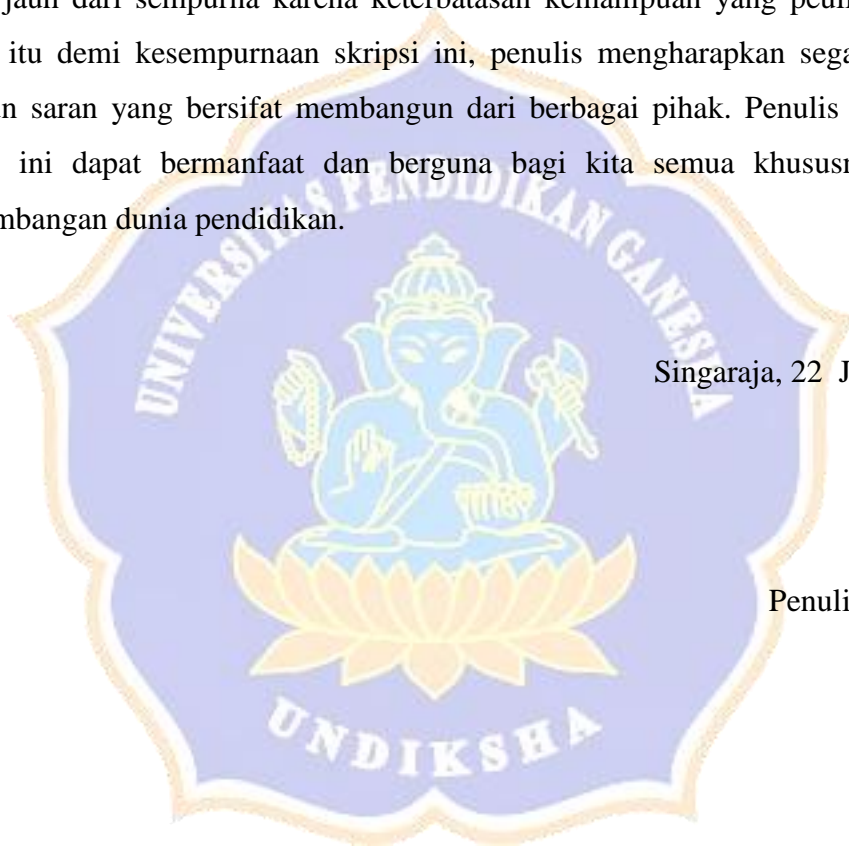 jauh dari sempurna karena keterbatasan kemampuan yang peuli
itu demi kesempurnaan skripsi ini, penulis mengharapkan sega
n saran yang bersifat membangun dari berbagai pihak. Penulis
ini dapat bermanfaat dan berguna bagi kita semua khususn
mbangan dunia pendidikan.
UNIVERSITAS PENDIDIKAN GANESHA
Singaraja, 22 J
Penuli
UNDIKSHA